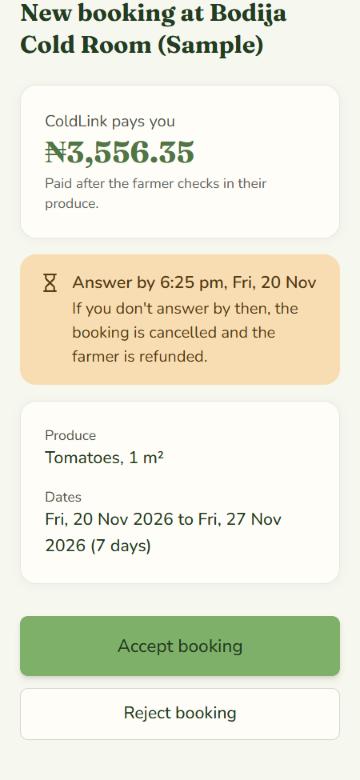 New booking at Bodija
Cold Room (Sample)
ColdLink pays you
₦3,556.35
Paid after the farmer checks in their
produce.
Answer by 6:25 pm, Fri, 20 Nov
If you don't answer by then, the
booking is cancelled and the
farmer is refunded.
Produce
Tomatoes, 1 m²
Dates
Fri, 20 Nov 2026 to Fri, 27 Nov
2026 (7 days)
Accept booking
Reject booking